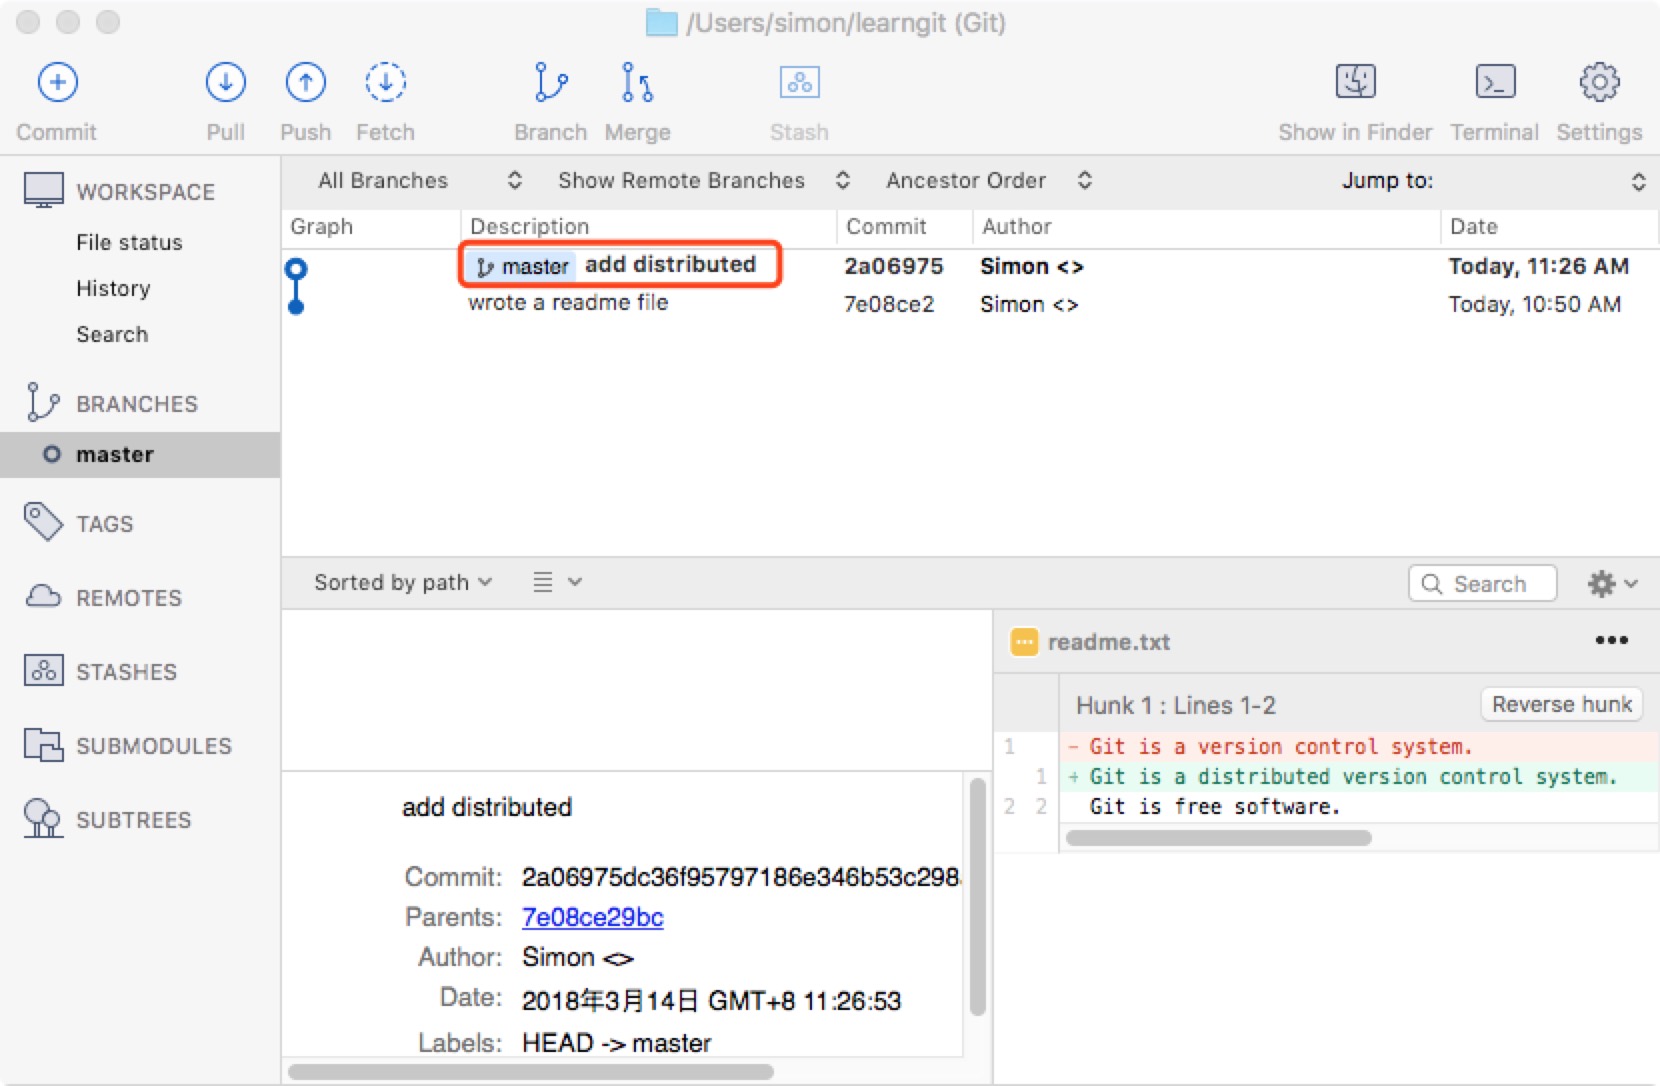 /Users/simon/learngit (Git)
Commit Pull Push Fetch Branch Merge Stash Show in Finder Terminal Settings
WORKSPACE
File status
History
Search
BRANCHES
master
TAGS
REMOTES
STASHES
SUBMODULES
SUBTREES
All Branches Show Remote Branches Ancestor Order Jump to:
Graph Description Commit Author Date
master add distributed 2a06975 Simon <> Today, 11:26 AM
wrote a readme file 7e08ce2 Simon <> Today, 10:50 AM
Sorted by path Search
add distributed
Commit: 2a06975dc36f95797186e346b53c298
Parents: 7e08ce29bc
Author: Simon <>
Date: 2018年3月14日 GMT+8 11:26:53
Labels: HEAD -> master
readme.txt
Hunk 1 : Lines 1-2 Reverse hunk
1 - Git is a version control system.
1 + Git is a distributed version control system.
2 2 Git is free software.